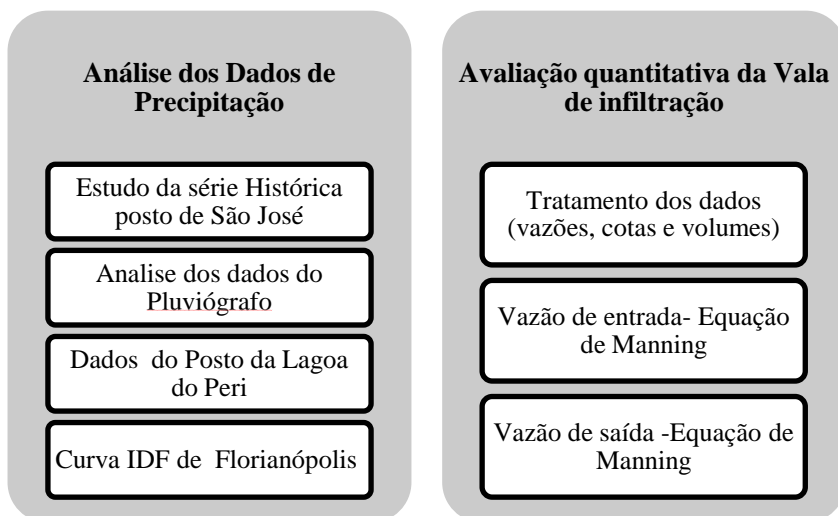 Análise dos Dados de
Precipitação
Estudo da série Histórica
posto de São José
Analise dos dados do
Pluviógrafo
Dados do Posto da Lagoa
do Peri
Curva IDF de Florianópolis
Avaliação quantitativa da Vala
de infiltração
Tratamento dos dados
(vazões, cotas e volumes)
Vazão de entrada- Equação
de Manning
Vazão de saída -Equação de
Manning